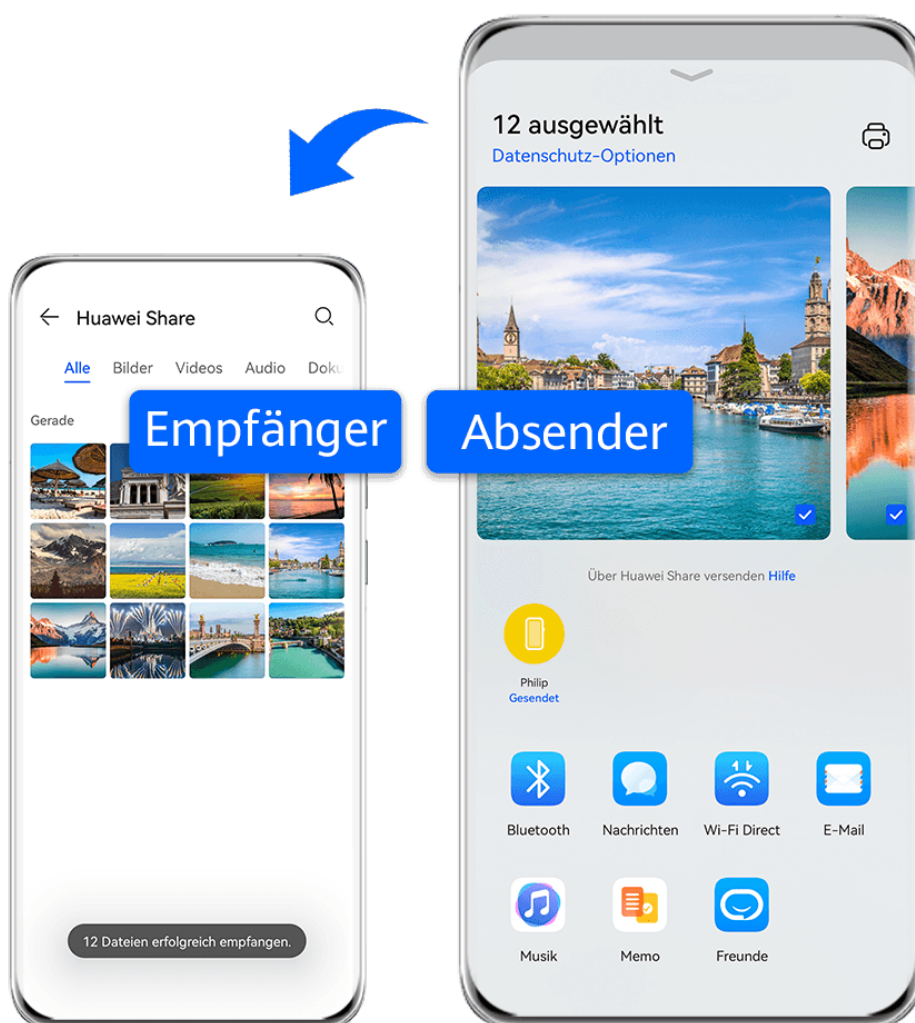 12 ausgewählt
Datenschutz-Optionen
Huawei Share
Alle Bilder Videos Audio Doku
Gerade
Empfänger
Absender
Über Huawei Share versenden Hilfe
Philip
Gesendet
Bluetooth Nachrichten Wi-Fi Direct E-Mail
Musik Memo Freunde
12 Dateien erfolgreich empfangen.